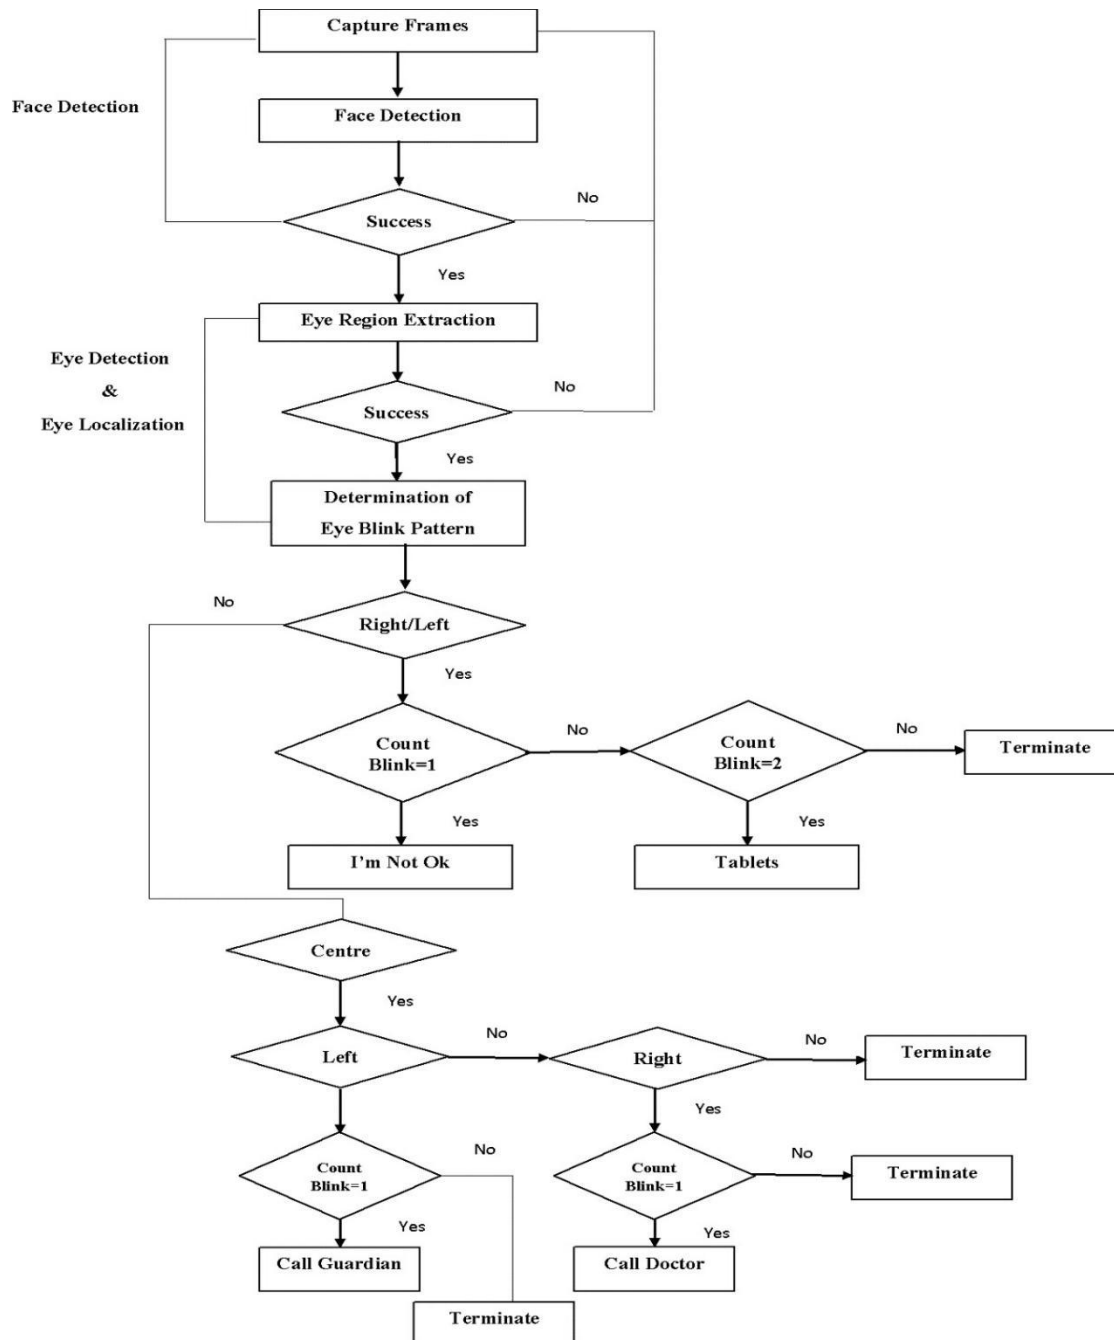 Capture Frames
Face Detection
Face Detection
Success
No
Yes
Eye Region Extraction
Eye Detection
&
Eye Localization
No
Success
Yes
Determination of
Eye Blink Pattern
No
Right/Left
Yes
Count
Blink=1
No
Count
Blink=2
No
Terminate
Yes
Yes
I'm Not Ok
Tablets
Centre
Yes
Left
No
Right
No
Terminate
Yes
Count
Blink=1
No
Count
Blink=1
No
Terminate
Yes
Yes
Call Guardian
Call Doctor
Terminate